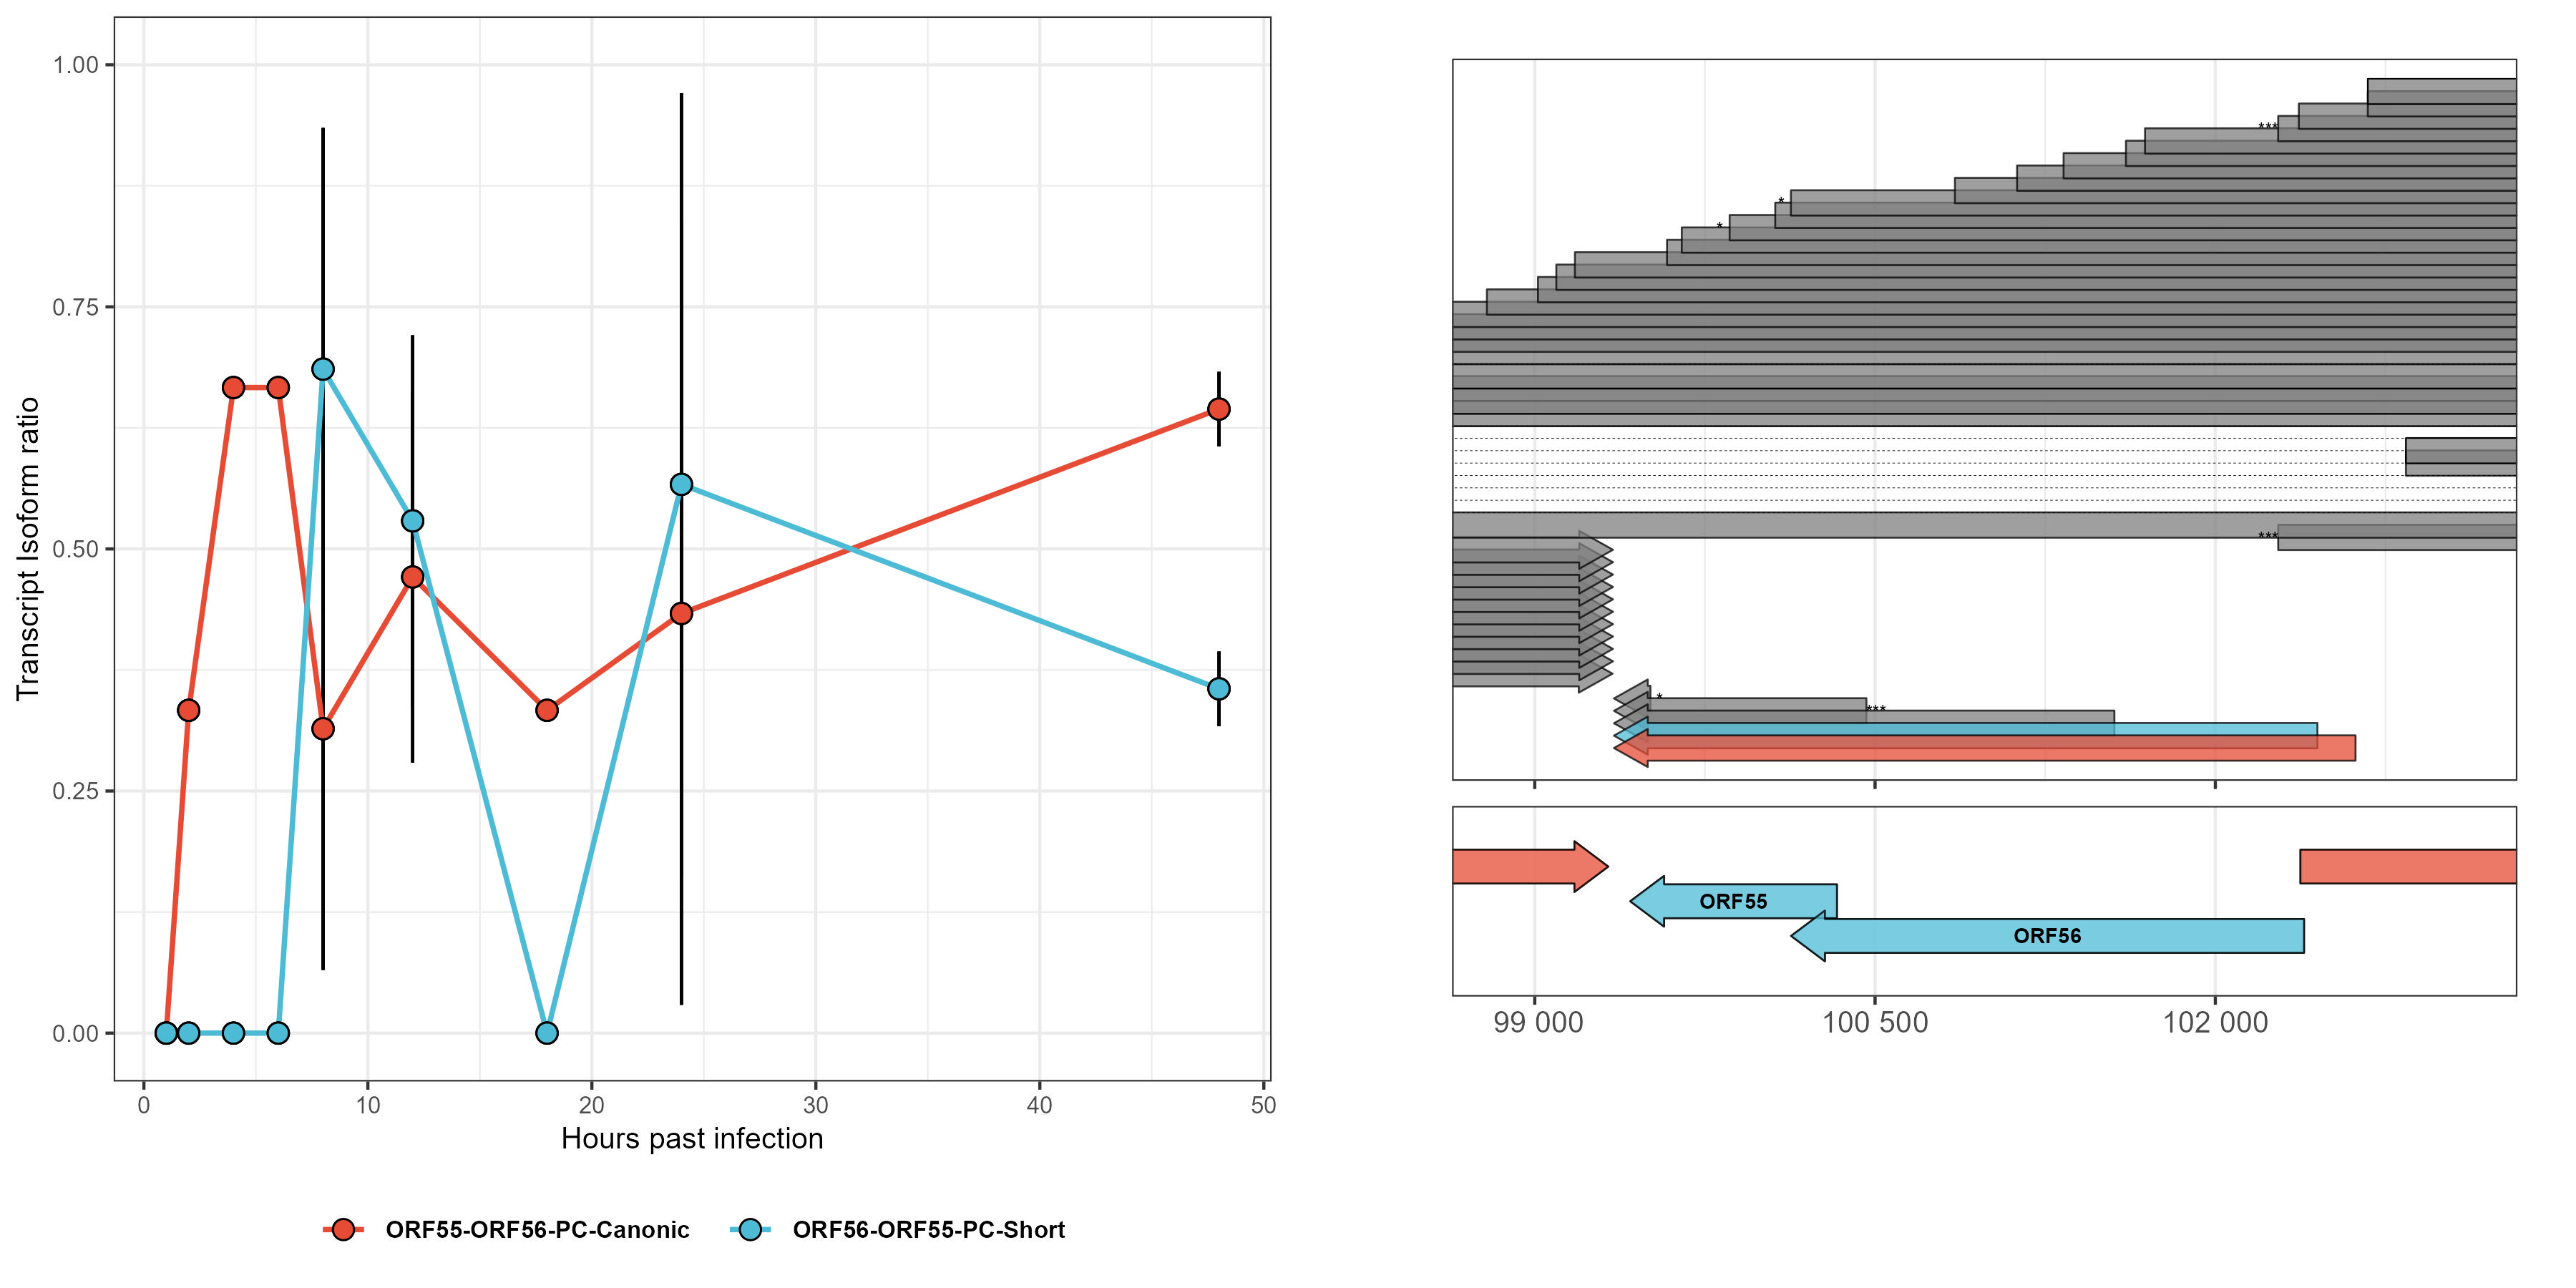 Transcript Isoform ratio
1.00
0.75
0.50
0.25
0.00
0 10 20 30 40 50
Hours past infection
ORF55-ORF56-PC-Canonic ORF56-ORF55-PC-Short
***
*
*
***
*
***
ORF55
ORF56
99 000 100 500 102 000